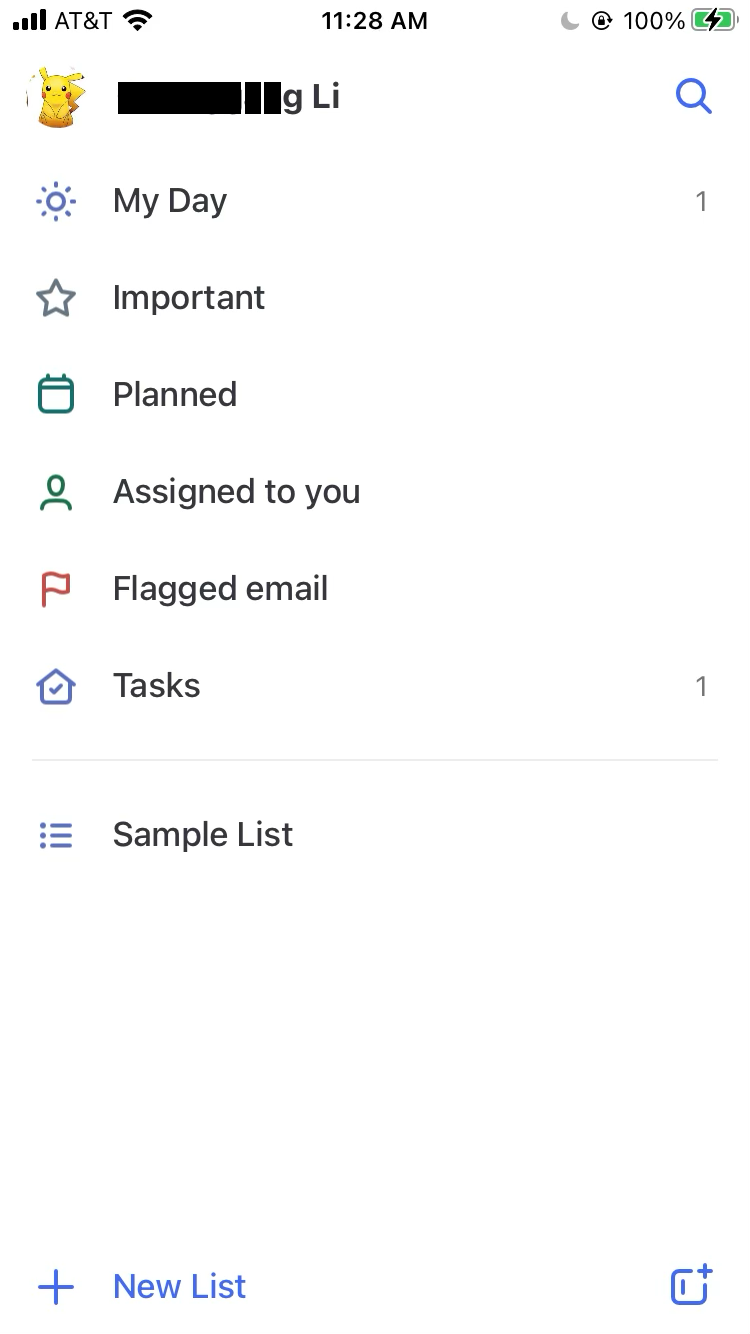 AT&T 11:28 AM 100%
g Li
My Day 1
Important
Planned
Assigned to you
Flagged email
Tasks 1
Sample List
New List